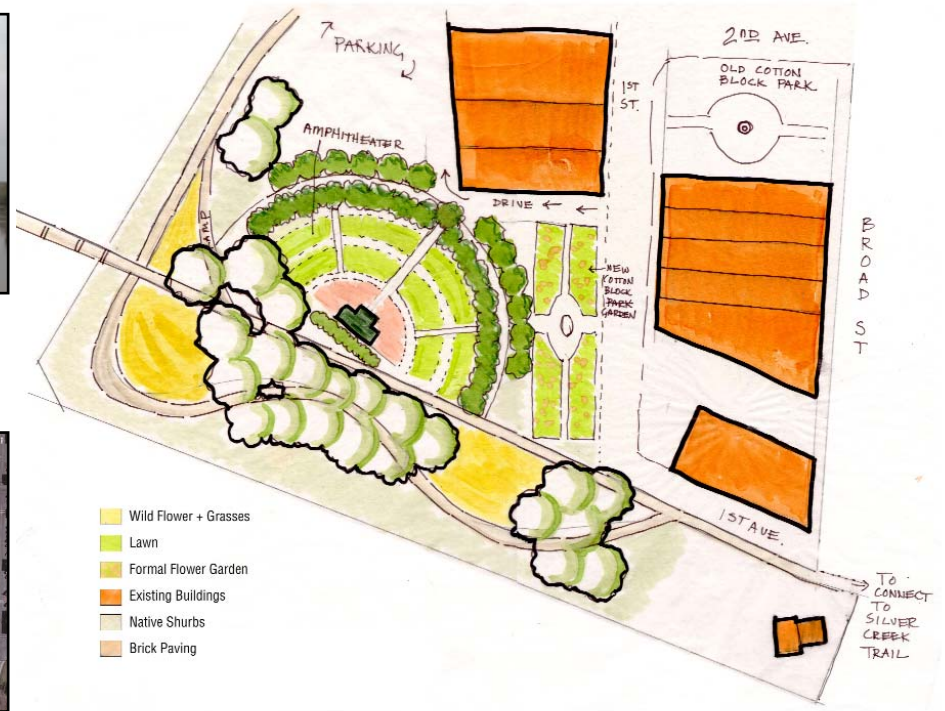 PARKING
2ND AVE.
OLD COTTON
BLOCK PARK
1ST
ST.
AMPHITHEATER
DRIVE
RAMP
NEW
COTTON
BLOCK
PARK
GARDEN
BROAD ST
1ST AVE.
TO
CONNECT
TO
SILVER
CREEK
TRAIL
Wild Flower + Grasses
Lawn
Formal Flower Garden
Existing Buildings
Native Shurbs
Brick Paving